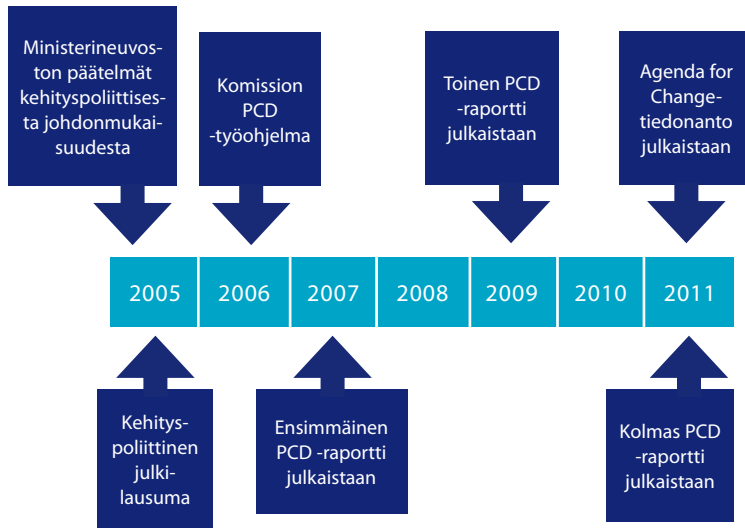 Ministerineuvos-
ton päätelmät
kehityspoliittises-
ta johdonmukai-
suudesta
Komission
PCD
-työohjelma
Toinen PCD
-raportti
julkaistaan
Agenda for
Change-
tiedonanto
julkaistaan
2005 2006 2007 2008 2009 2010 2011
Kehitys-
poliittinen
julki-
lausuma
Ensimmäinen
PCD -raportti
julkaistaan
Kolmas PCD
-raportti
julkaistaan